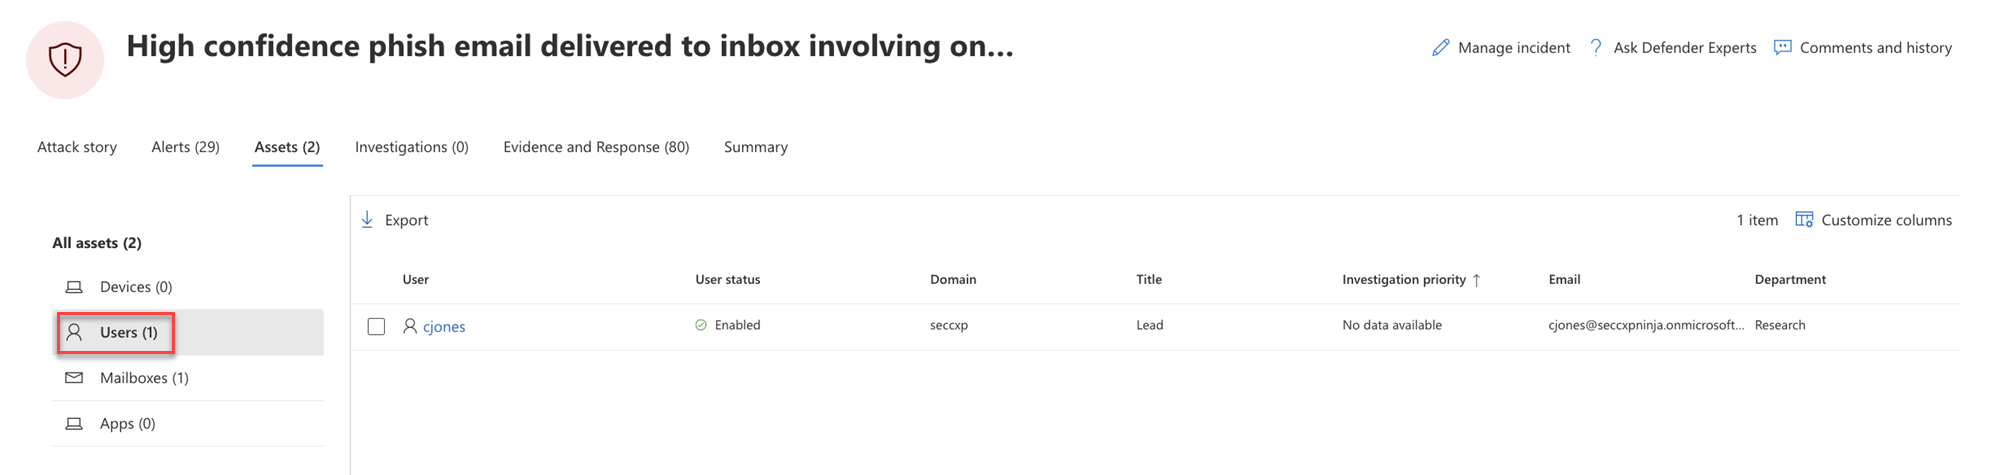 High confidence phish email delivered to inbox involving on...
Manage incident
Ask Defender Experts
Comments and history
Attack story
Alerts (29)
Assets (2)
Investigations (0)
Evidence and Response (80)
Summary
All assets (2)
Devices (0)
Users (1)
Mailboxes (1)
Apps (0)
Export
1 item
Customize columns
User User status Domain Title Investigation priority ↑ Email Department
cjones Enabled seccxp Lead No data available cjones@seccxpninja.onmicrosoft... Research